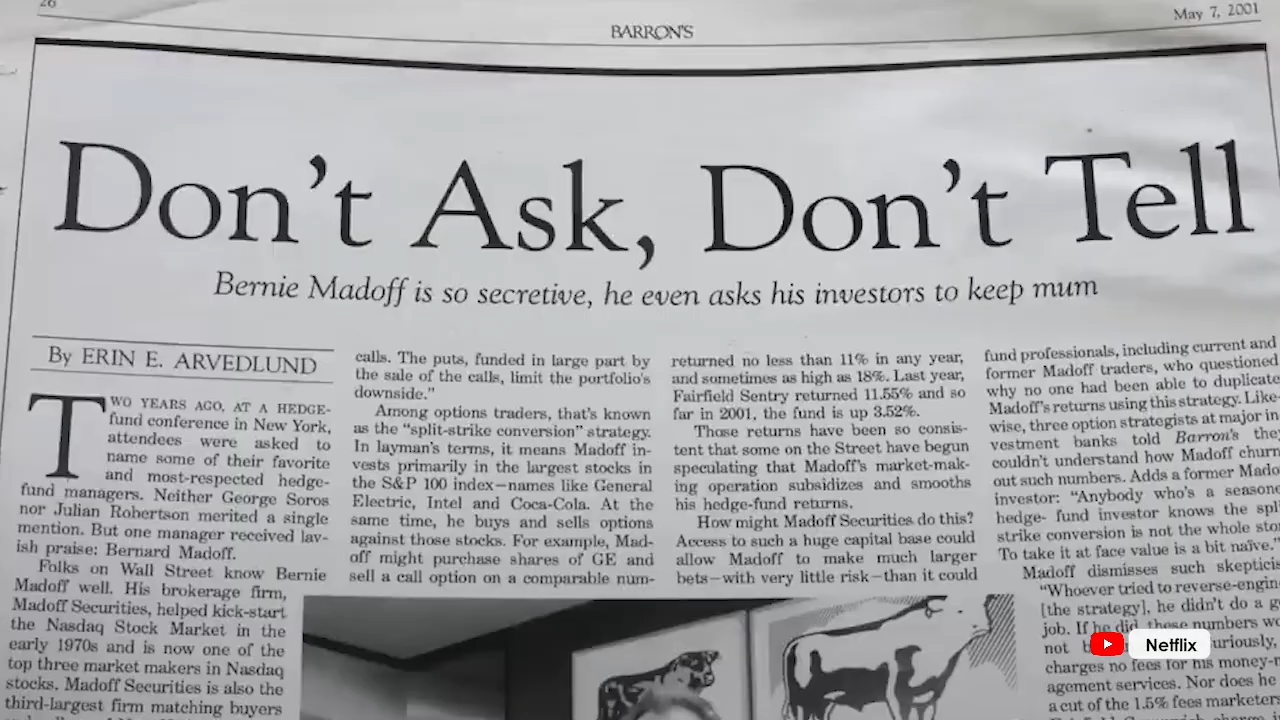 26
BARRON'S
May 7, 2001
Don't Ask, Don't Tell
Bernie Madoff is so secretive, he even asks his investors to keep mum
By ERIN E. ARVEDLUND
TWO YEARS AGO, AT A HEDGE-
fund conference in New York,
attendees were asked to
name some of their favorite
and most-respected hedge-
fund managers. Neither George Soros
nor Julian Robertson merited a single
mention. But one manager received lav-
ish praise: Bernard Madoff.
Folks on Wall Street know Bernie
Madoff well. His brokerage firm,
Madoff Securities, helped kick-start
the Nasdaq Stock Market in the
early 1970s and is now one of the
top three market makers in Nasdaq
stocks. Madoff Securities is also the
third-largest firm matching buyers
calls. The puts, funded in large part by
the sale of the calls, limit the portfolio's
downside."
Among options traders, that's known
as the "split-strike conversion" strategy.
In layman's terms, it means Madoff in-
vests primarily in the largest stocks in
the S&P 100 index—names like General
Electric, Intel and Coca-Cola. At the
same time, he buys and sells options
against those stocks. For example, Mad-
off might purchase shares of GE and
sell a call option on a comparable num-
returned no less than 11% in any year,
and sometimes as high as 18%. Last year,
Fairfield Sentry returned 11.55% and so
far in 2001, the fund is up 3.52%.
Those returns have been so consis-
tent that some on the Street have begun
speculating that Madoff's market-mak-
ing operation subsidizes and smooths
his hedge-fund returns.
How might Madoff Securities do this?
Access to such a huge capital base could
allow Madoff to make much larger
bets—with very little risk—than it could
fund professionals, including current and
former Madoff traders, who questioned
why no one had been able to duplicate
Madoff's returns using this strategy. Like-
wise, three option strategists at major in-
vestment banks told Barron's they
couldn't understand how Madoff churn
out such numbers. Adds a former Mado
investor: "Anybody who's a seasone
hedge- fund investor knows the spl
strike conversion is not the whole sto
To take it at face value is a bit naïve."
Madoff dismisses such skepticis
"Whoever tried to reverse-engin
[the strategy], he didn't do a g
job. If he did, these numbers wo
not b uriously,
charges no fees for his money-m
agement services. Nor does he
a cut of the 1.5% fees marketer
Netflix